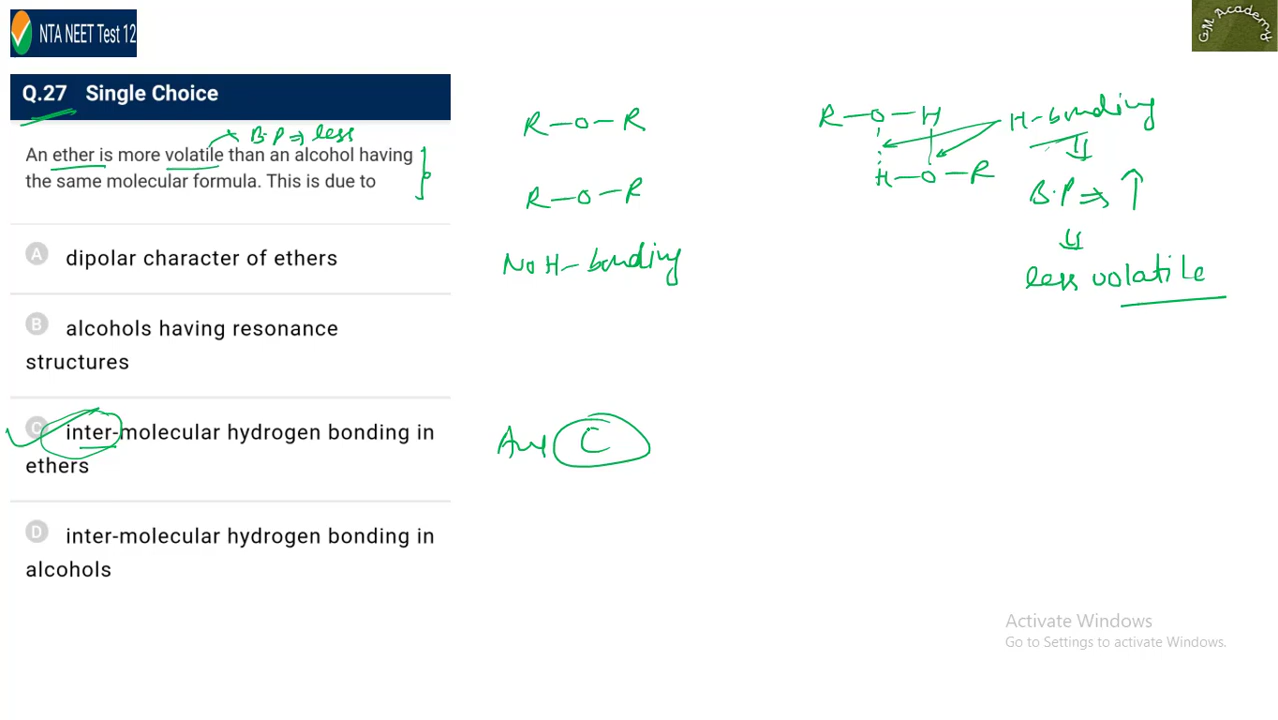 NTA NEET Test 12
GM Academy
Q.27 Single Choice
B.P ⇒ less
An ether is more volatile than an alcohol having
the same molecular formula. This is due to
A dipolar character of ethers
B alcohols having resonance
structures
C inter-molecular hydrogen bonding in
ethers
D inter-molecular hydrogen bonding in
alcohols
R-O-R
R-O-R
No H-bonding
Ans C
R-O-H
H-O-R
H-bonding
⇓
B.P ⇒ ↑
⇓
less volatile
Activate Windows
Go to Settings to activate Windows.